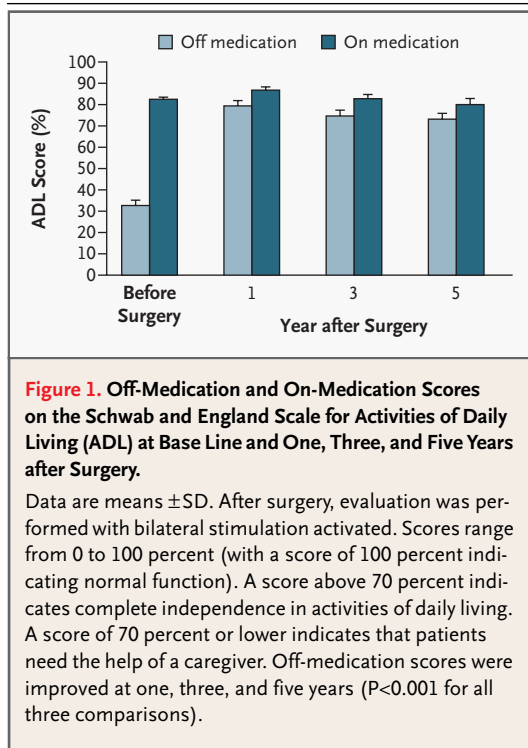 Off medication On medication
100
90
80
70
60
50
40
30
20
10
0
ADL Score (%)
Before
Surgery
1 3 5
Year after Surgery
Figure 1. Off-Medication and On-Medication Scores
on the Schwab and England Scale for Activities of Daily
Living (ADL) at Base Line and One, Three, and Five Years
after Surgery.
Data are means ±SD. After surgery, evaluation was per-
formed with bilateral stimulation activated. Scores range
from 0 to 100 percent (with a score of 100 percent indi-
cating normal function). A score above 70 percent indi-
cates complete independence in activities of daily living.
A score of 70 percent or lower indicates that patients
need the help of a caregiver. Off-medication scores were
improved at one, three, and five years (P<0.001 for all
three comparisons).